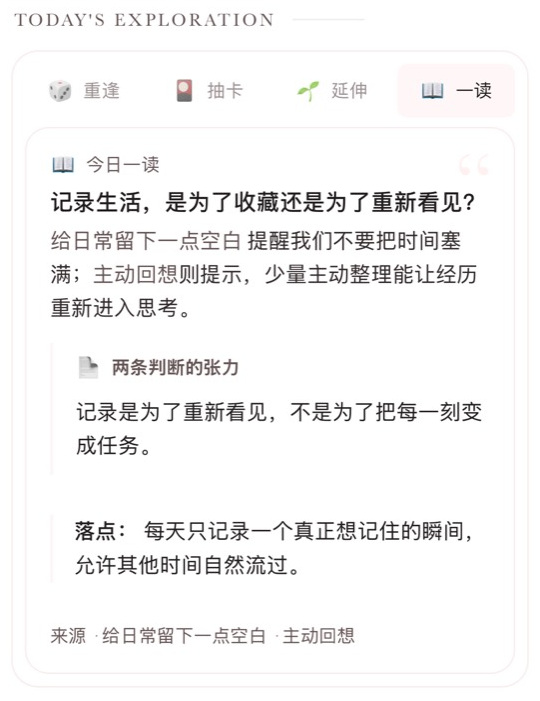 TODAY'S EXPLORATION
重逢 抽卡 延伸 一读
今日一读
记录生活，是为了收藏还是为了重新看见？
给日常留下一点空白 提醒我们不要把时间塞
满；主动回想则提示，少量主动整理能让经历
重新进入思考。
两条判断的张力
记录是为了重新看见，不是为了把每一刻变
成任务。
落点： 每天只记录一个真正想记住的瞬间，
允许其他时间自然流过。
来源 · 给日常留下一点空白 · 主动回想